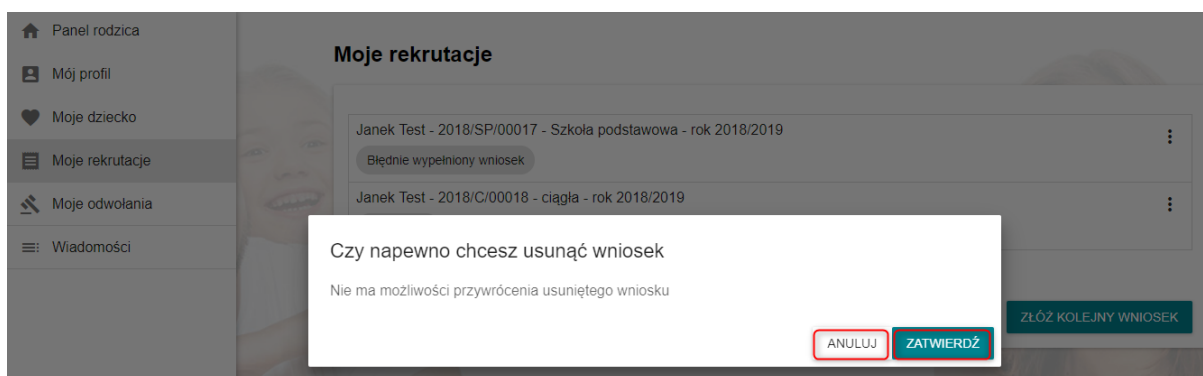 Panel rodzica
Mój profil
Moje dziecko
Moje rekrutacje
Moje odwołania
Wiadomości
Moje rekrutacje
Janek Test - 2018/SP/00017 - Szkoła podstawowa - rok 2018/2019
Błędnie wypełniony wniosek
Janek Test - 2018/C/00018 - ciągła - rok 2018/2019
Czy napewno chcesz usunąć wniosek
Nie ma możliwości przywrócenia usuniętego wniosku
ANULUJ ZATWIERDŹ
ZŁÓŻ KOLEJNY WNIOSEK